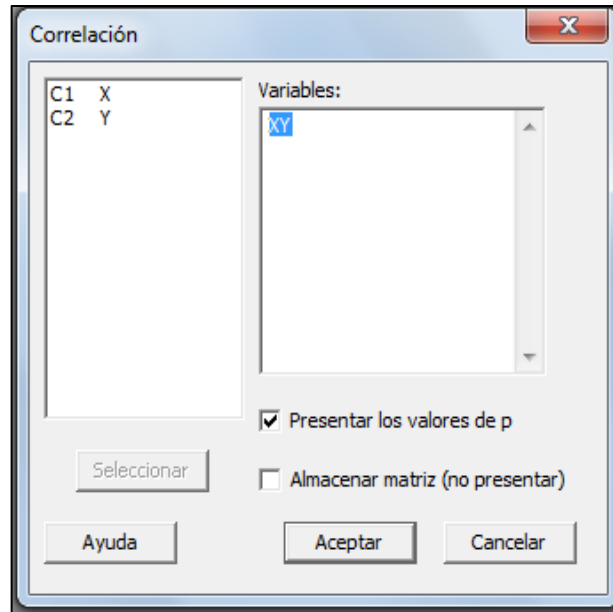 Correlación
C1 X
C2 Y
Variables:
XY
Presentar los valores de p
Seleccionar
Almacenar matriz (no presentar)
Ayuda
Aceptar
Cancelar